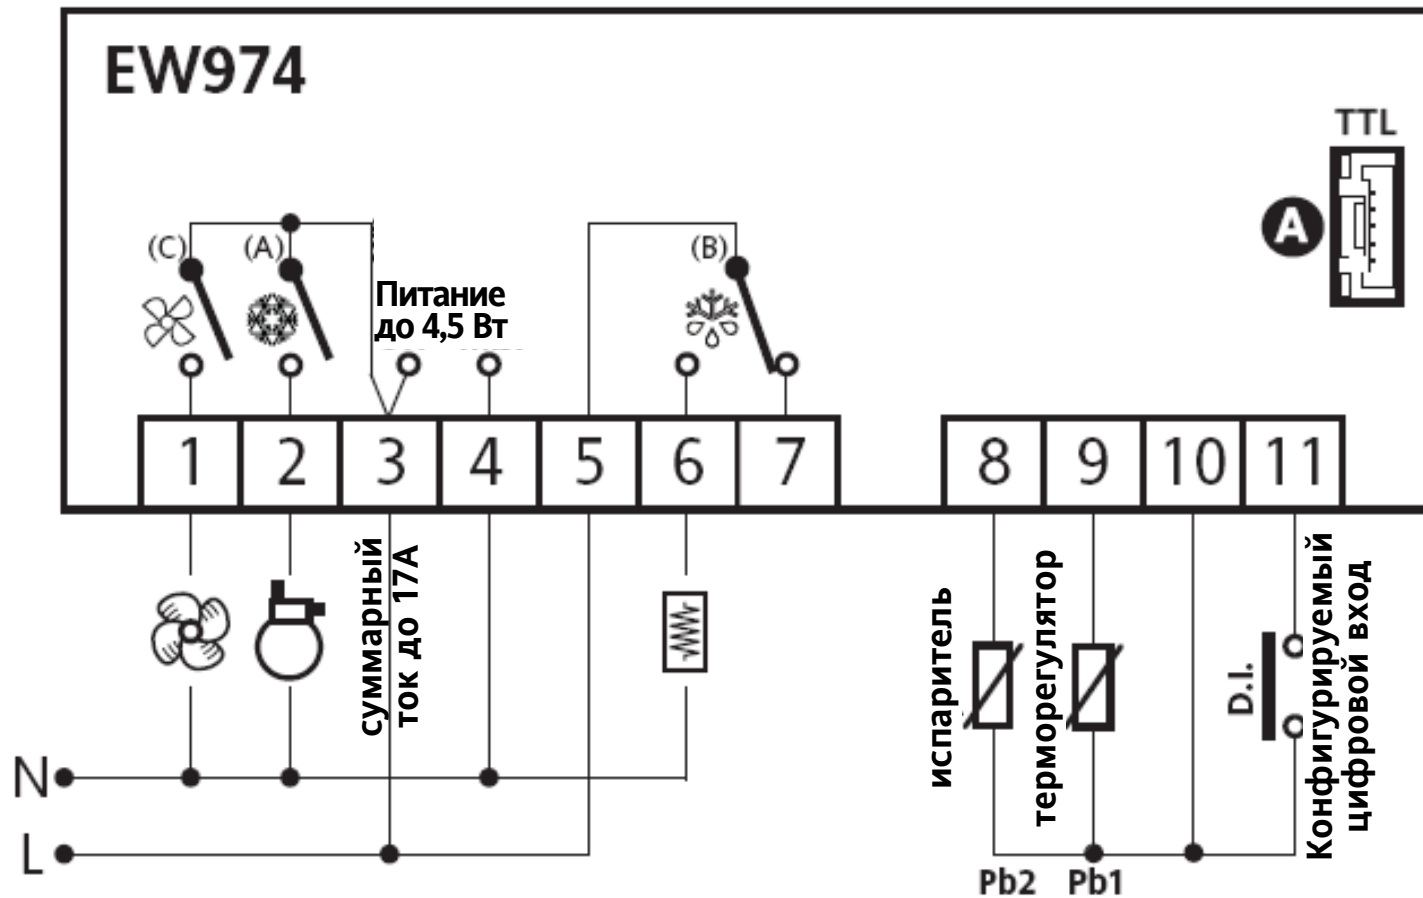 EW974
TTL
A
(C)
(A)
(B)
Питание
до 4,5 Вт
1 2 3 4 5 6 7
8 9 10 11
суммарный
ток до 17А
испаритель
терморегулятор
D.I.
Конфигурируемый
цифровой вход
N
L
Pb2 Pb1